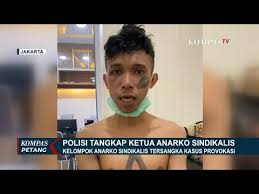 JAKARTA
KOMPAS TV
KOMPAS
PETANG
POLISI TANGKAP KETUA ANARKO SINDIKALIS
KELOMPOK ANARKO SINDIKALIS TERSANGKA KASUS PROVOKASI